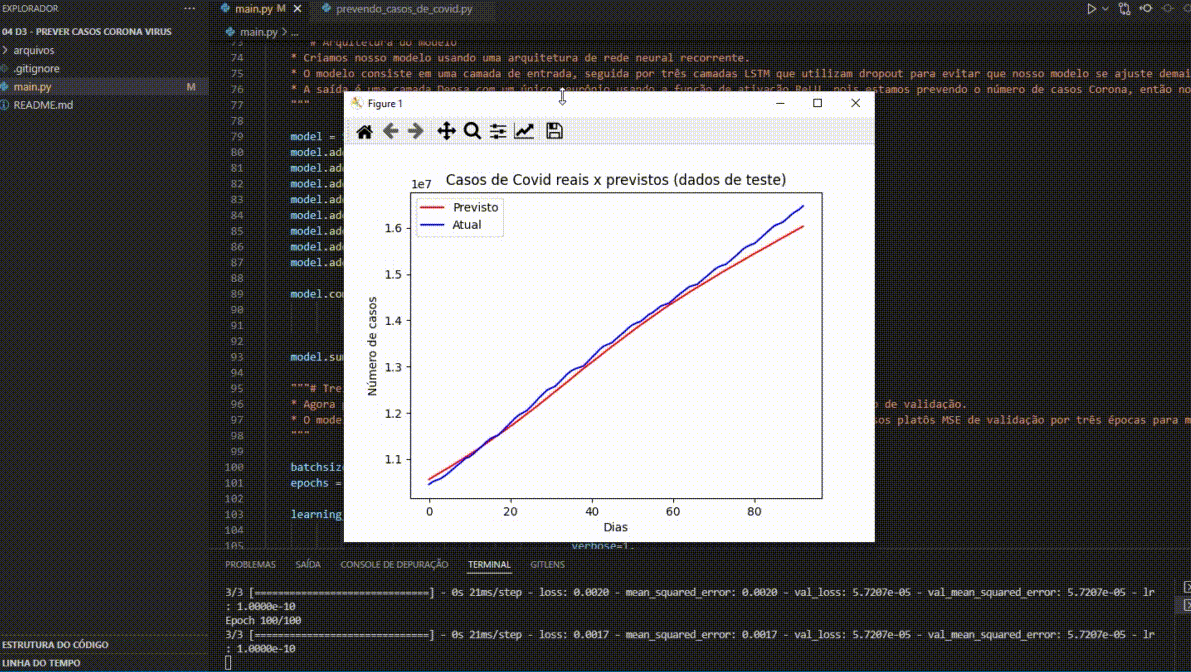 EXPLORADOR ...
main.py M
prevendo_casos_de_covid.py
04 D3 - PREVER CASOS CORONA VIRUS
arquivos
.gitignore
main.py M
README.md
ESTRUTURA DO CÓDIGO
LINHA DO TEMPO
main.py > ...
73 # Arquitetura do modelo
74 * Criamos nosso modelo usando uma arquitetura de rede neural recorrente.
75 * O modelo consiste em uma camada de entrada, seguida por três camadas LSTM que utilizam dropout para evitar que nosso modelo se ajuste demai
76 * A saída é uma camada Densa com um único neurônio usando a função de ativação ReLU, pois estamos prevendo o número de casos Corona, então no
77 """
78
79 model =
80 model.ad
81 model.ad
82 model.ad
83 model.ad
84 model.ad
85 model.ad
86 model.ad
87 model.ad
88
89 model.co
90
91
92
93 model.su
94
95 """# Tre
96 * Agora de validação.
97 * O mode sos platôs MSE de validação por três épocas para m
98 """
99
100 batchsiz
101 epochs =
102
103 learning
104
105 verbose=1,
Figure 1
Casos de Covid reais x previstos (dados de teste)
1e7
Previsto
Atual
1.6
1.5
1.4
1.3
1.2
1.1
Número de casos
0 20 40 60 80
Dias
PROBLEMAS SAÍDA CONSOLE DE DEPURAÇÃO TERMINAL GITLENS
3/3 [==============================] - 0s 21ms/step - loss: 0.0020 - mean_squared_error: 0.0020 - val_loss: 5.7207e-05 - val_mean_squared_error: 5.7207e-05 - lr
: 1.0000e-10
Epoch 100/100
3/3 [==============================] - 0s 21ms/step - loss: 0.0017 - mean_squared_error: 0.0017 - val_loss: 5.7207e-05 - val_mean_squared_error: 5.7207e-05 - lr
: 1.0000e-10